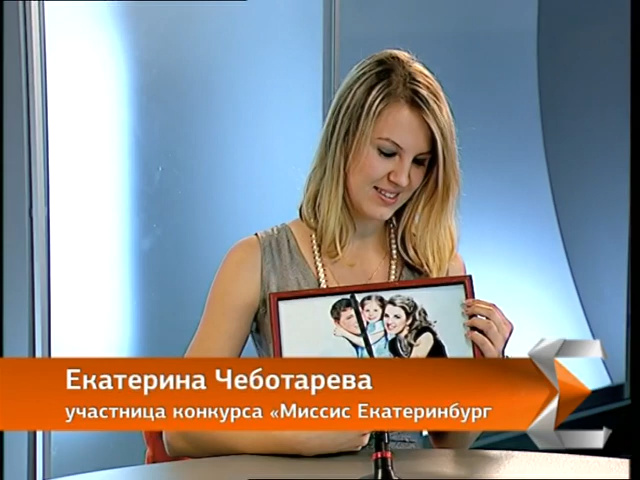 Екатерина Чеботарева
участница конкурса «Миссис Екатеринбург